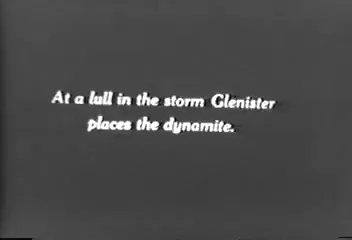 At a lull in the storm Glenister
places the dynamite.